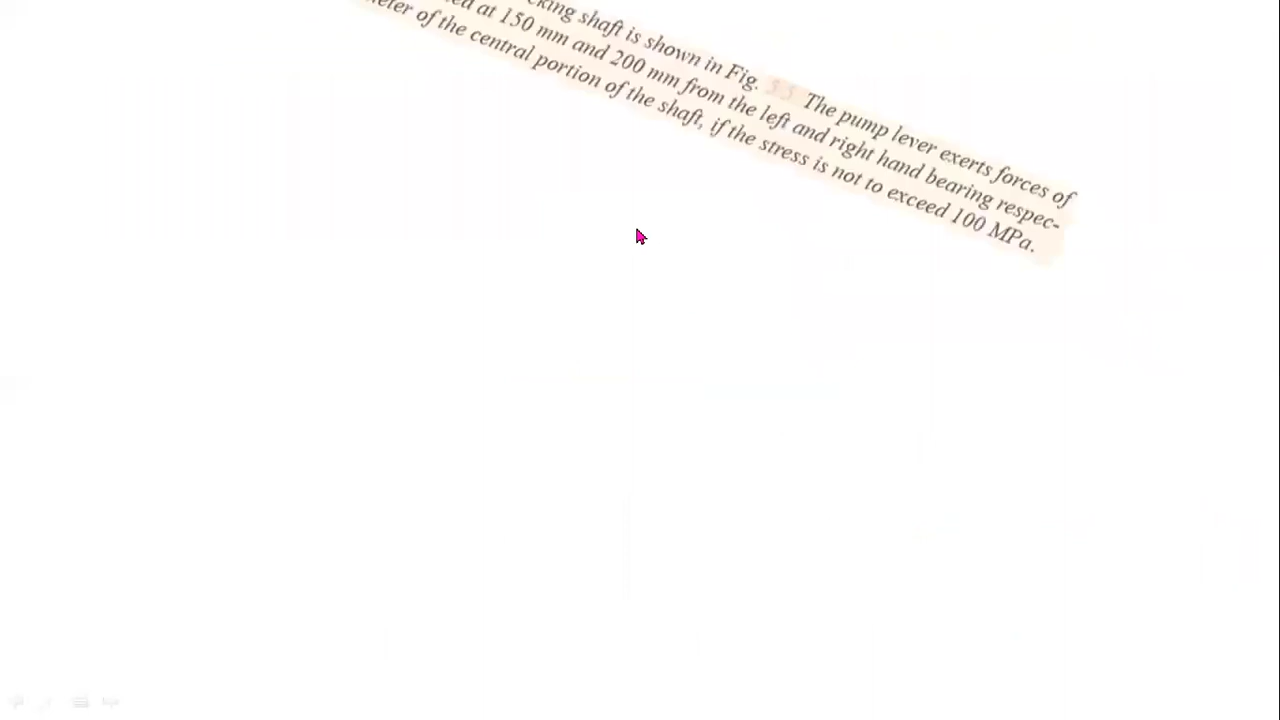 shaft is shown in Fig. 5.5 The pump lever exerts forces of
at 150 mm and 200 mm from the left and right hand bearing respec-
of the central portion of the shaft, if the stress is not to exceed 100 MPa.